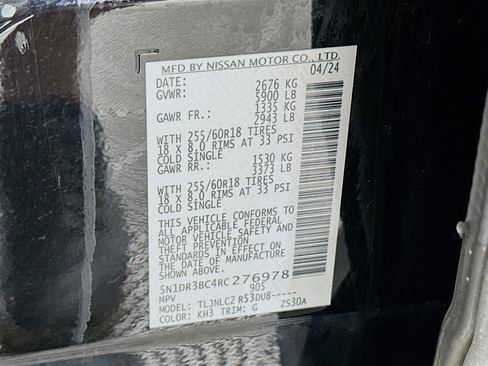 MFD BY NISSAN MOTOR CO., LTD.
DATE: 04/24
GVWR: 2676 KG
5900 LB
GAWR FR.: 1335 KG
2943 LB
WITH 255/60R18 TIRES
18 X 8.0 RIMS AT 33 PSI
COLD SINGLE
GAWR RR.: 1530 KG
3373 LB
WITH 255/60R18 TIRES
18 X 8.0 RIMS AT 33 PSI
COLD SINGLE
THIS VEHICLE CONFORMS TO
ALL APPLICABLE FEDERAL
MOTOR VEHICLE SAFETY AND
THEFT PREVENTION
STANDARDS IN EFFECT ON
THE DATE OF MANUFACTURE
SHOWN ABOVE.
5N1DR3BC4RC276978
MPV 905
MODEL: TLJNLC2 R53DU8-----
COLOR: KH3 TRIM: G ZS30A